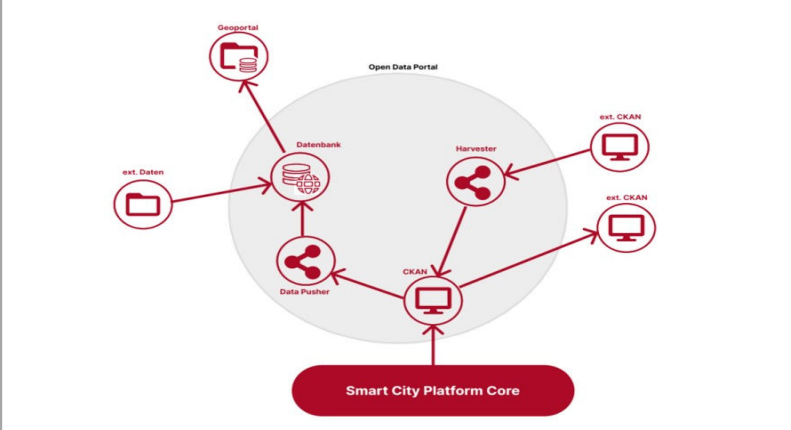 Geoportal
Open Data Portal
ext. CKAN
Datenbank
Harvester
ext. Daten
ext. CKAN
CKAN
Data Pusher
Smart City Platform Core